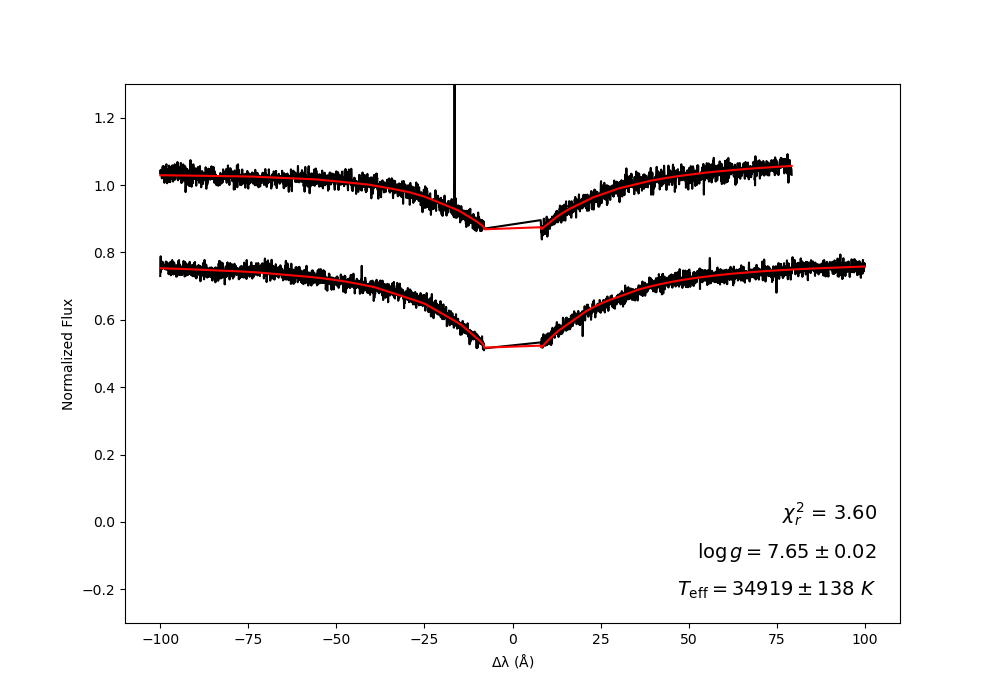 1.2
1.0
0.8
0.6
0.4
0.2
0.0
−0.2
Normalized Flux
χ²ᵣ = 3.60
log g = 7.65 ± 0.02
T_eff = 34919 ± 138 K
−100 −75 −50 −25 0 25 50 75 100
Δλ (Å)